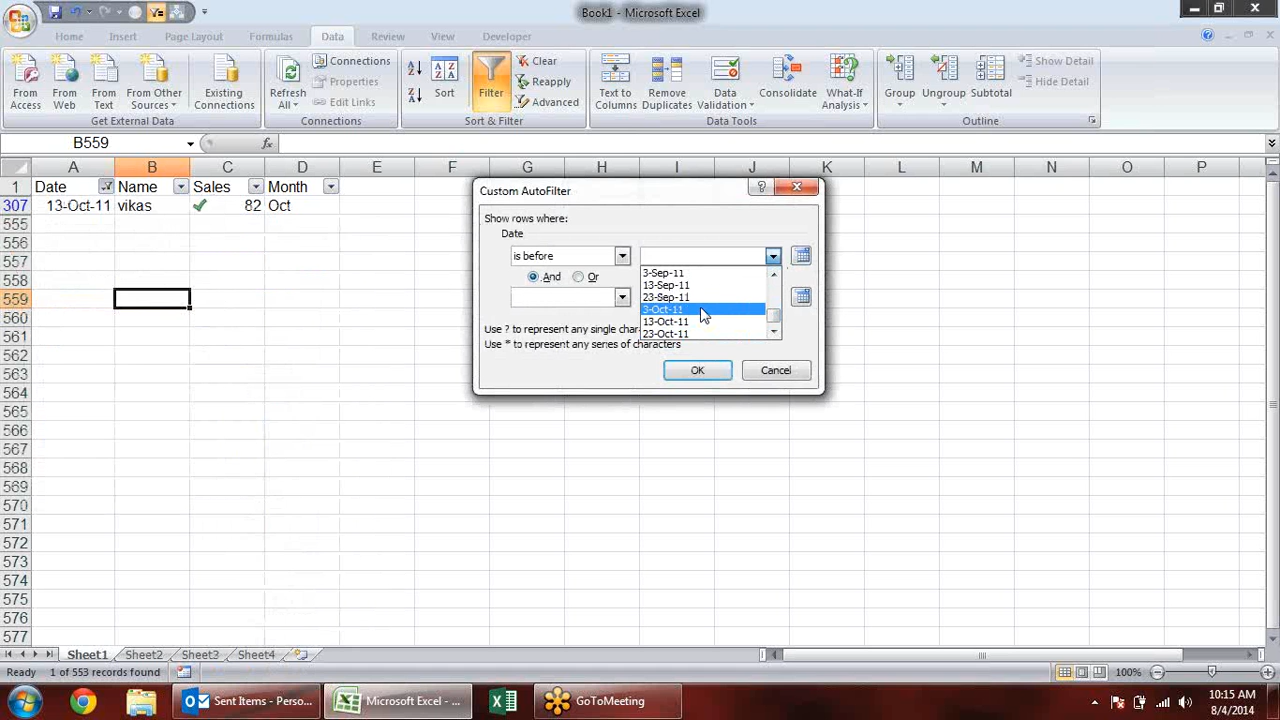 Book1 - Microsoft Excel
Home Insert Page Layout Formulas Data Review View Developer
From Access
From Web
From Text
From Other Sources
Existing Connections
Get External Data
Refresh All
Connections
Properties
Edit Links
Connections
Sort
Filter
Clear
Reapply
Advanced
Sort & Filter
Text to Columns
Remove Duplicates
Data Validation
Consolidate
What-If Analysis
Data Tools
Group
Ungroup
Subtotal
Show Detail
Hide Detail
Outline
B559
fx
A B C D E F G H I J K L M N O P
1 Date Name Sales Month
307 13-Oct-11 vikas 82 Oct
555
556
557
558
559
560
561
562
563
564
565
566
567
568
569
570
571
572
573
574
575
576
577
Custom AutoFilter
Show rows where:
Date
is before
And Or
3-Sep-11
13-Sep-11
23-Sep-11
3-Oct-11
13-Oct-11
23-Oct-11
Use ? to represent any single char
Use * to represent any series of characters
OK Cancel
Sheet1 Sheet2 Sheet3 Sheet4
Ready 1 of 553 records found 100%
Sent Items - Perso...
Microsoft Excel - ...
GoToMeeting
10:15 AM
8/4/2014